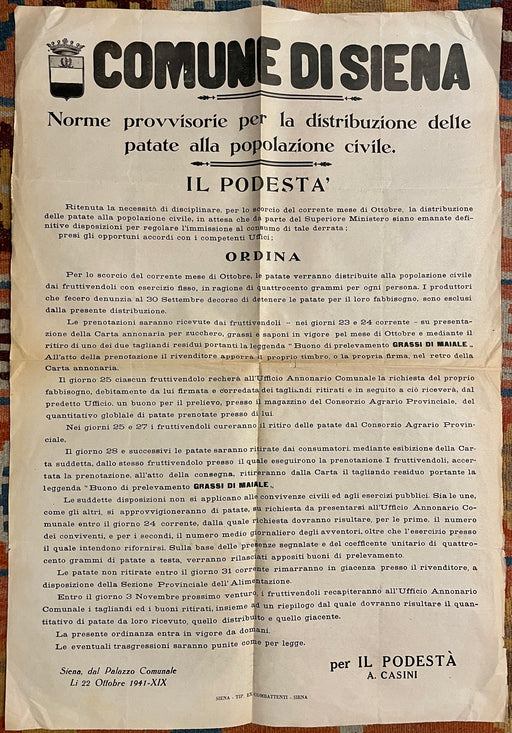 COMUNE DI SIENA
Norme provvisorie per la distribuzione delle
patate alla popolazione civile.
IL PODESTA'
Ritenuta la necessità di disciplinare, per lo scorcio del corrente mese di Ottobre, la distribuzione
delle patate alla popolazione civile, in attesa che da parte del Superiore Ministero siano emanate defi-
nitive disposizioni per regolare l'immissione al consumo di tale derrata;
presi gli opportuni accordi con i competenti Uffici;
ORDINA
Per lo scorcio del corrente mese di Ottobre, le patate verranno distribuite alla popolazione civile
dai fruttivendoli con esercizio fisso, in ragione di quattrocento grammi per ogni persona. I produttori
che fecero denunzia al 30 Settembre decorso di detenere le patate per il loro fabbisogno, sono esclusi
dalla presente distribuzione.
Le prenotazioni saranno ricevute dai fruttivendoli - nei giorni 23 e 24 corrente - su presenta-
zione della Carta annonaria per zucchero, grassi e saponi in vigore pel mese di Ottobre e mediante il
ritiro di uno dei due tagliandi residui portanti la leggenda "Buono di prelevamento GRASSI DI MAIALE„
All'atto della prenotazione il rivenditore apporrà il proprio timbro, o la propria firma, nel retro della
Carta annonaria.
Il giorno 25 ciascun fruttivendolo recherà all'Ufficio Annonario Comunale la richiesta del proprio
fabbisogno, debitamente da lui firmata e corredata dei tagliandi ritirati e in seguito a ciò riceverà, dal
predetto Ufficio, un buono per il prelievo, presso il magazzino del Consorzio Agrario Provinciale, del
quantitativo globlale di patate prenotate presso di lui.
Nei giorni 25 e 27 i fruttivendoli cureranno il ritiro delle patate dal Consorzio Agrario Provin-
ciale.
Il giorno 28 e successivi le patate saranno ritirate dai consumatori, mediante esibizione della Car-
ta suddetta, dallo stesso fruttivendolo presso il quale eseguirono la prenotazione. I fruttivendoli, accer-
tata la prenotazione, all'atto della consegna, ritireranno dalla Carta il tagliando residuo portante la
leggenda "Buono di prelevamento GRASSI DI MAIALE„
Le suddette disposizioni non si applicano alle convivenze civili ed agli esercizi pubblici. Sia le une,
come gli altri, si approvvigioneranno di patate, su richiesta da presentarsi all'Ufficio Annonario Co-
munale entro il giorno 24 corrente, dalla quale richiesta dovranno risultare, per le prime, il numero
dei conviventi, e per i secondi, il numero medio giornaliero degli avventori, oltre che l'esercizio presso
il quale intendono rifornirsi. Sulla base delle presenze segnalate e del coefficente unitario di quattro-
cento grammi di patate a testa, verranno rilasciati appositi buoni di prelevamento.
Le patate non ritirate entro il giorno 31 corrente rimarranno in giacenza presso il rivenditore, a
disposizione della Sezione Provinciale dell'Alimentazione.
Entro il giorno 3 Novembre prossimo venturo, i fruttivendoli recapiteranno all'Ufficio Annonario
Comunale i tagliandi ed i buoni ritirati, insieme ad un riepilogo dal quale dovranno risultare il quan-
titativo di patate da loro ricevuto, quello distribuito e quello giacente.
La presente ordinanza entra in vigore da domani.
Le eventuali trasgressioni saranno punite come per legge.
Siena, dal Palazzo Comunale
Li 22 Ottobre 1941-XIX
per IL PODESTÀ
A. CASINI
SIENA - TIP. EX COMBATTENTI - SIENA